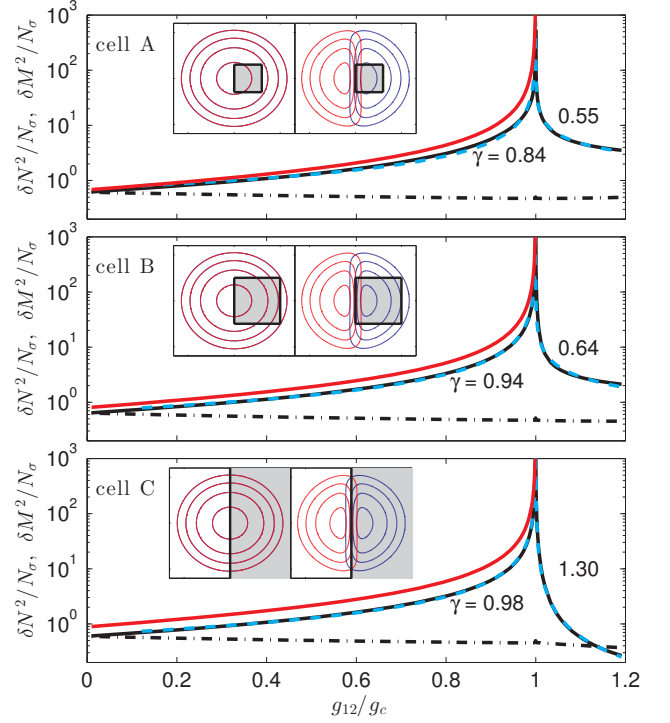 δN²/N_σ, δM²/N_σ
10³
10²
10¹
10⁰
cell A
0.55
γ = 0.84
δN²/N_σ, δM²/N_σ
10³
10²
10¹
10⁰
cell B
0.64
γ = 0.94
δN²/N_σ, δM²/N_σ
10³
10²
10¹
10⁰
cell C
1.30
γ = 0.98
0 0.2 0.4 0.6 0.8 1 1.2
g₁₂/g_c